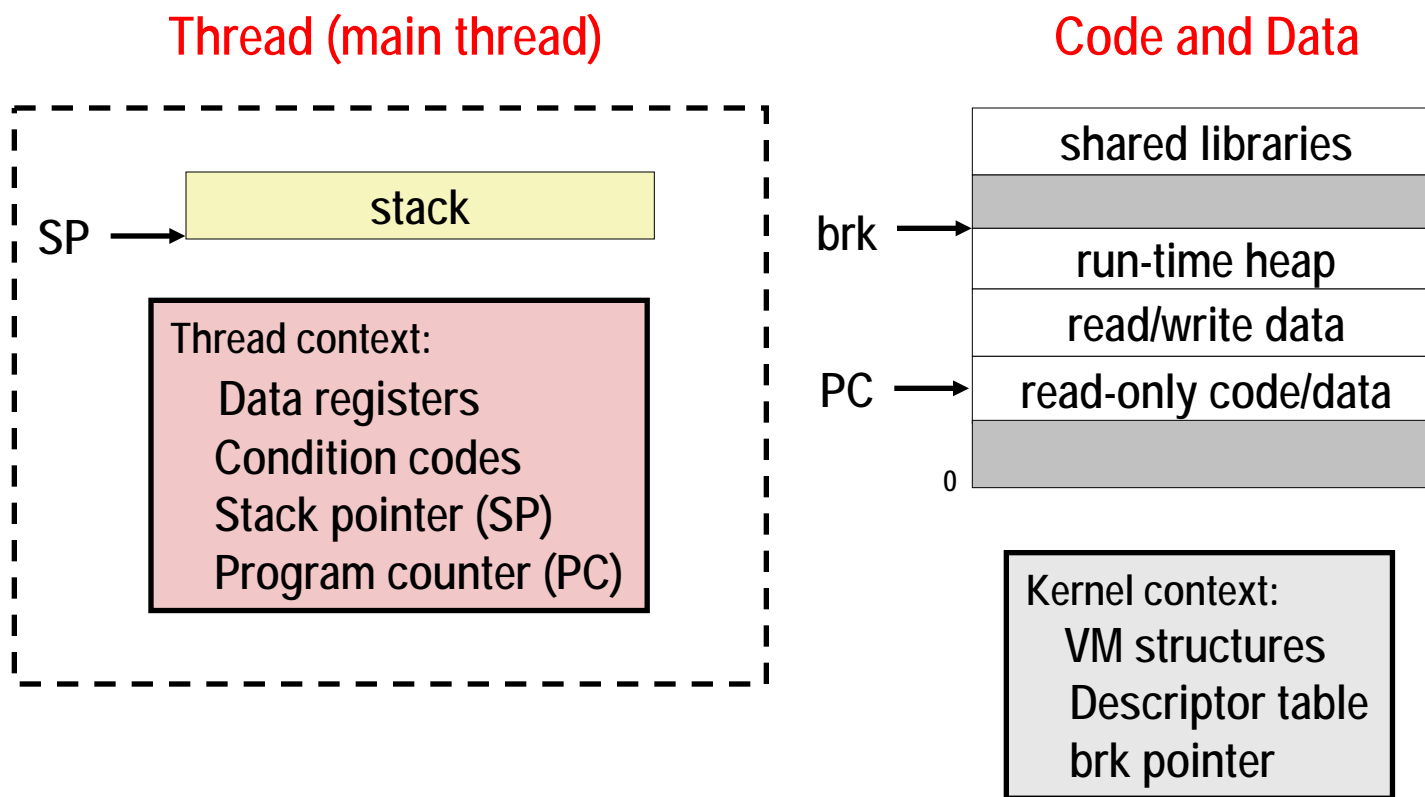 Thread (main thread)
Code and Data
SP
stack
Thread context:
Data registers
Condition codes
Stack pointer (SP)
Program counter (PC)
shared libraries
brk
run-time heap
read/write data
PC
read-only code/data
0
Kernel context:
VM structures
Descriptor table
brk pointer